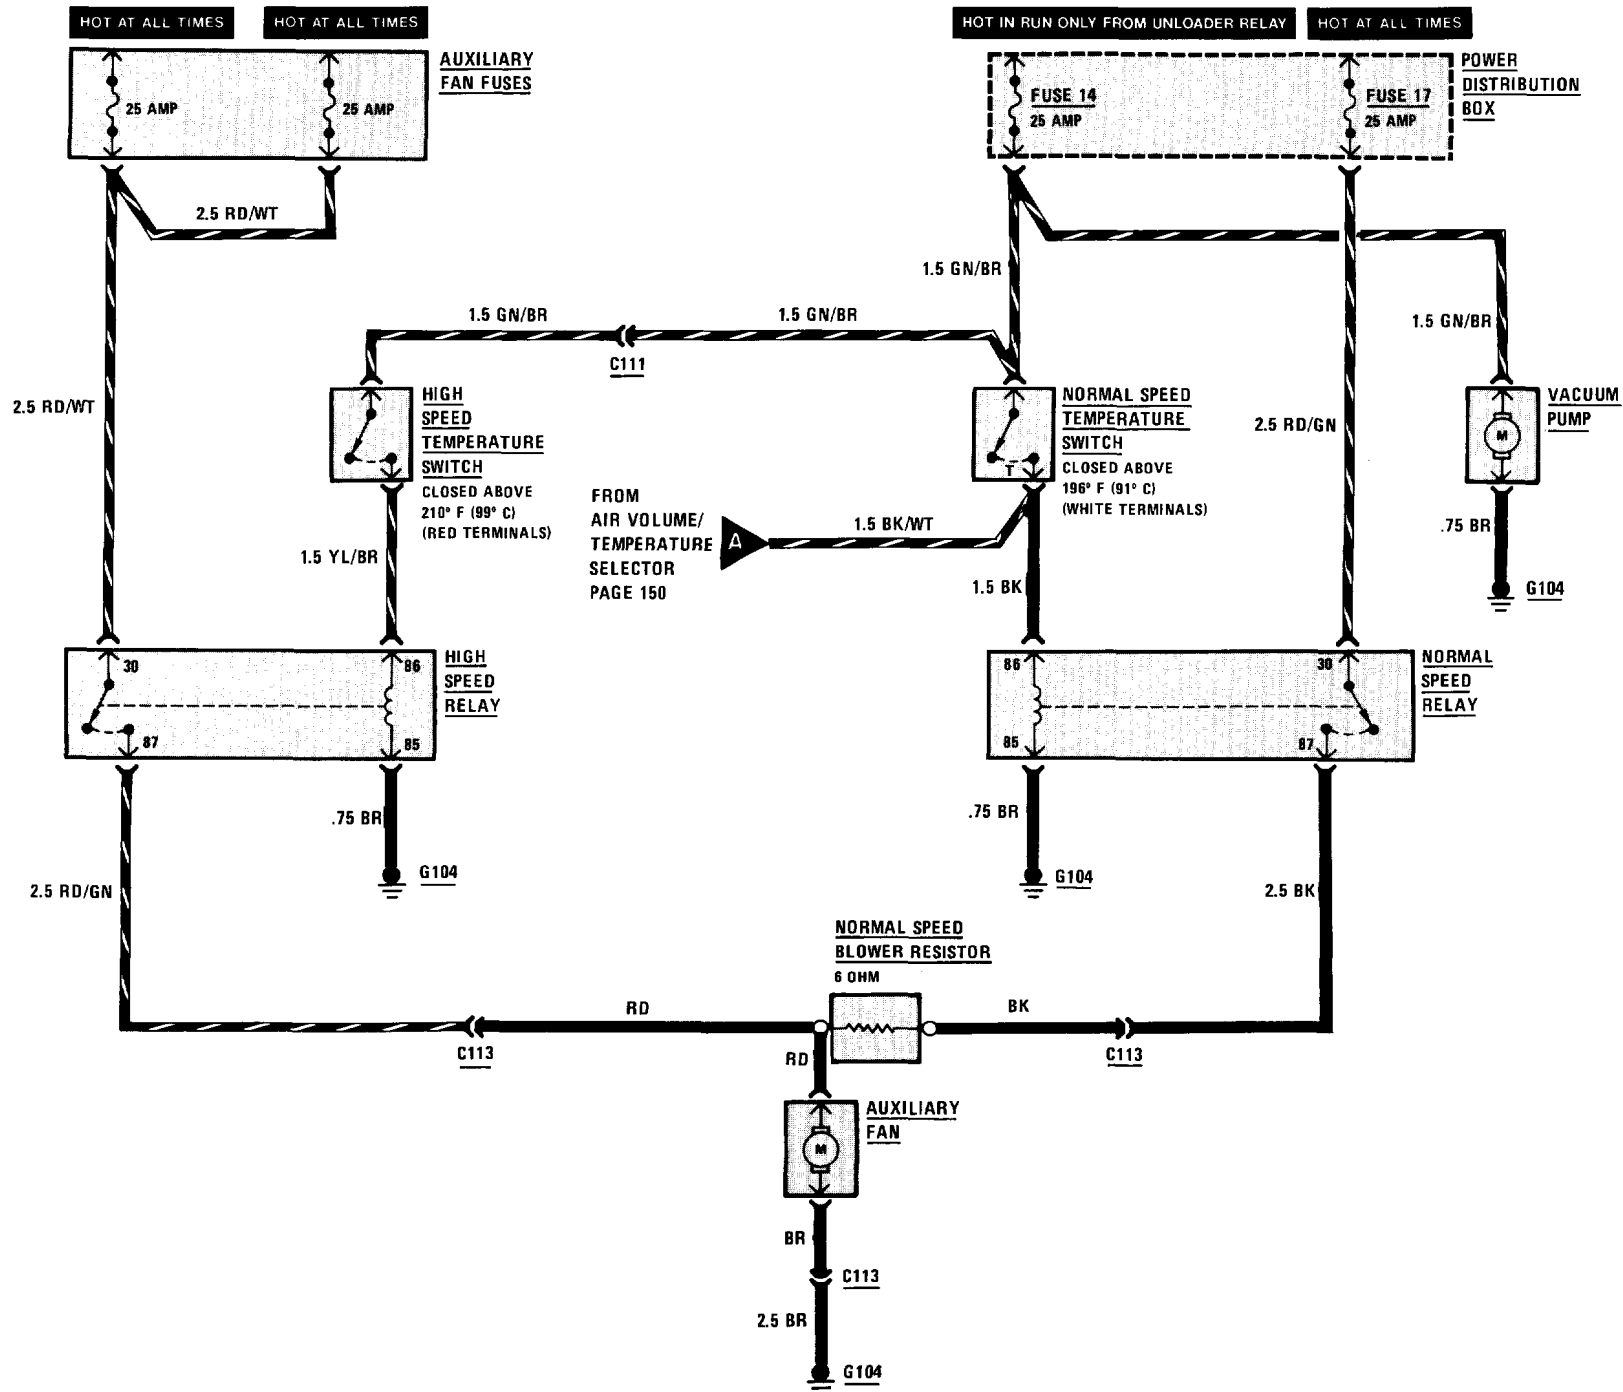 HOT AT ALL TIMES
HOT AT ALL TIMES
HOT IN RUN ONLY FROM UNLOADER RELAY
HOT AT ALL TIMES
AUXILIARY
FAN FUSES
25 AMP
25 AMP
POWER
DISTRIBUTION
BOX
FUSE 14
25 AMP
FUSE 17
25 AMP
2.5 RD/WT
1.5 GN/BR
1.5 GN/BR
1.5 GN/BR
1.5 GN/BR
C111
2.5 RD/WT
HIGH
SPEED
TEMPERATURE
SWITCH
CLOSED ABOVE
210° F (99° C)
(RED TERMINALS)
NORMAL SPEED
TEMPERATURE
SWITCH
CLOSED ABOVE
196° F (91° C)
(WHITE TERMINALS)
T
2.5 RD/GN
VACUUM
PUMP
M
FROM
AIR VOLUME/
TEMPERATURE
SELECTOR
PAGE 150
A
1.5 BK/WT
.75 BR
G104
1.5 YL/BR
1.5 BK
30
86
87
85
HIGH
SPEED
RELAY
86
30
85
87
NORMAL
SPEED
RELAY
.75 BR
G104
.75 BR
G104
2.5 RD/GN
2.5 BK
NORMAL SPEED
BLOWER RESISTOR
6 OHM
RD
BK
C113
C113
RD
AUXILIARY
FAN
M
BR
C113
2.5 BR
G104